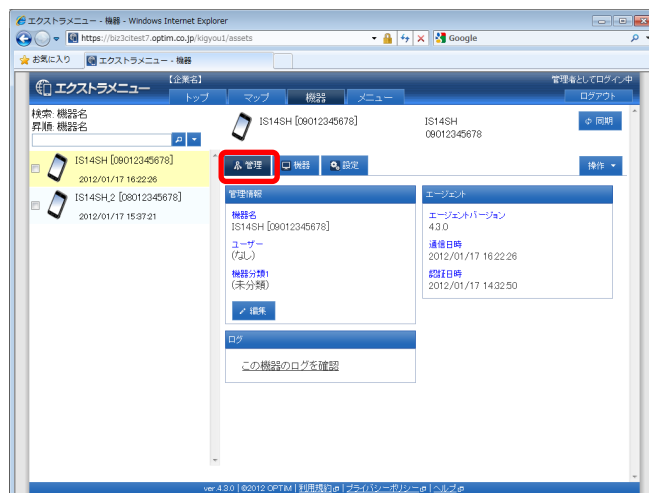 エクストラメニュー - 機器 - Windows Internet Explorer
https://biz3citest7.optim.co.jp/kigyou1/assets
Google
お気に入り
エクストラメニュー - 機器
エクストラメニュー
【企業名】
管理者としてログイン中
トップ
マップ
機器
メニュー
ログアウト
検索: 機器名
昇順: 機器名
IS14SH [09012345678]
2012/01/17 16:22:26
IS14SH_2 [08012345678]
2012/01/17 15:37:21
IS14SH [09012345678]
IS14SH
09012345678
同期
管理
機器
設定
操作
管理情報
機器名
IS14SH [09012345678]
ユーザー
(なし)
機器分類1
(未分類)
編集
ログ
この機器のログを確認
エージェント
エージェントバージョン
4.3.0
通信日時
2012/01/17 16:22:26
認証日時
2012/01/17 14:32:50
ver.4.3.0 | ©2012 OPTiM | 利用規約 | プライバシーポリシー | ヘルプ